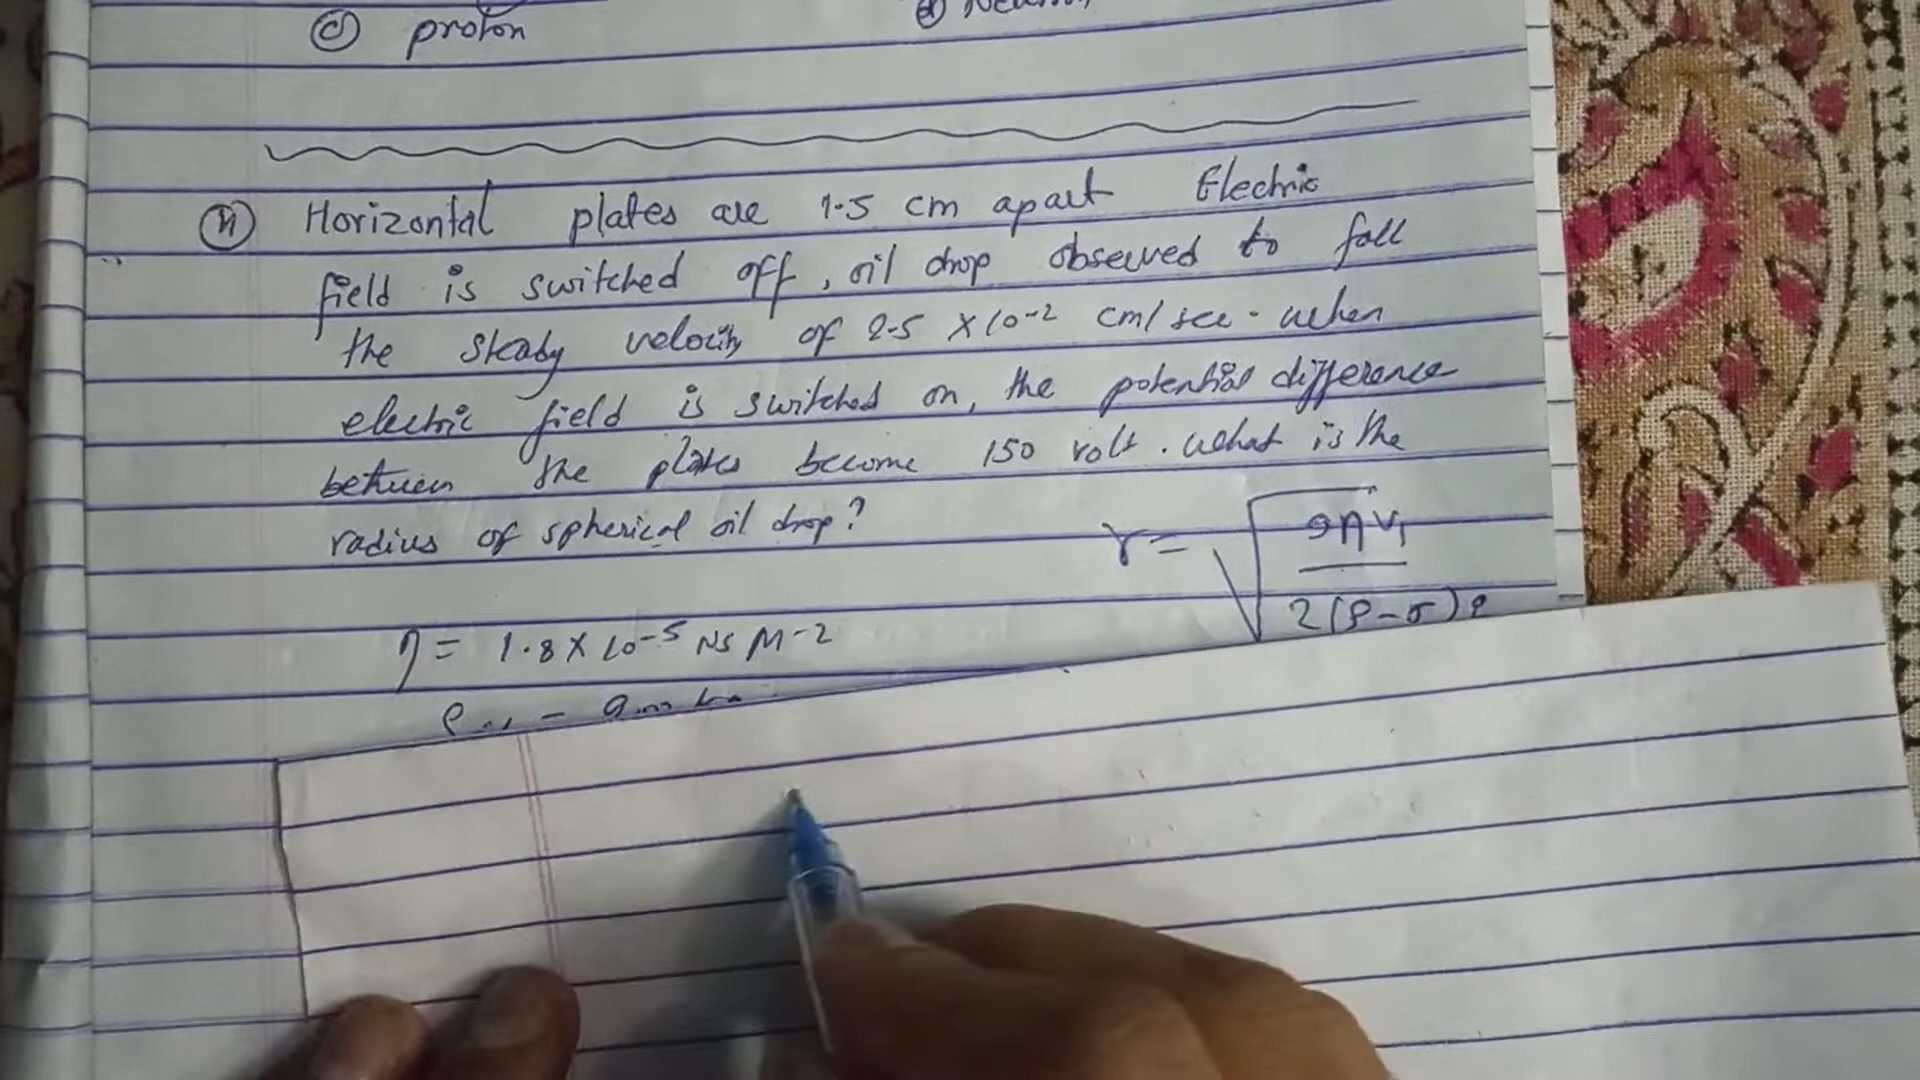 (c) proton
(n) Horizontal plates are 1.5 cm apart Electric
field is switched off, oil drop observed to fall
the steady velocity of 2.5 × 10-2 cm/sec. when
electric field is switched on, the potential difference
between the plates become 150 volt. what is the
radius of spherical oil drop?
r = √ 9ηv₁
2(ρ-σ)
η = 1.8 × 10-5 NS M-2